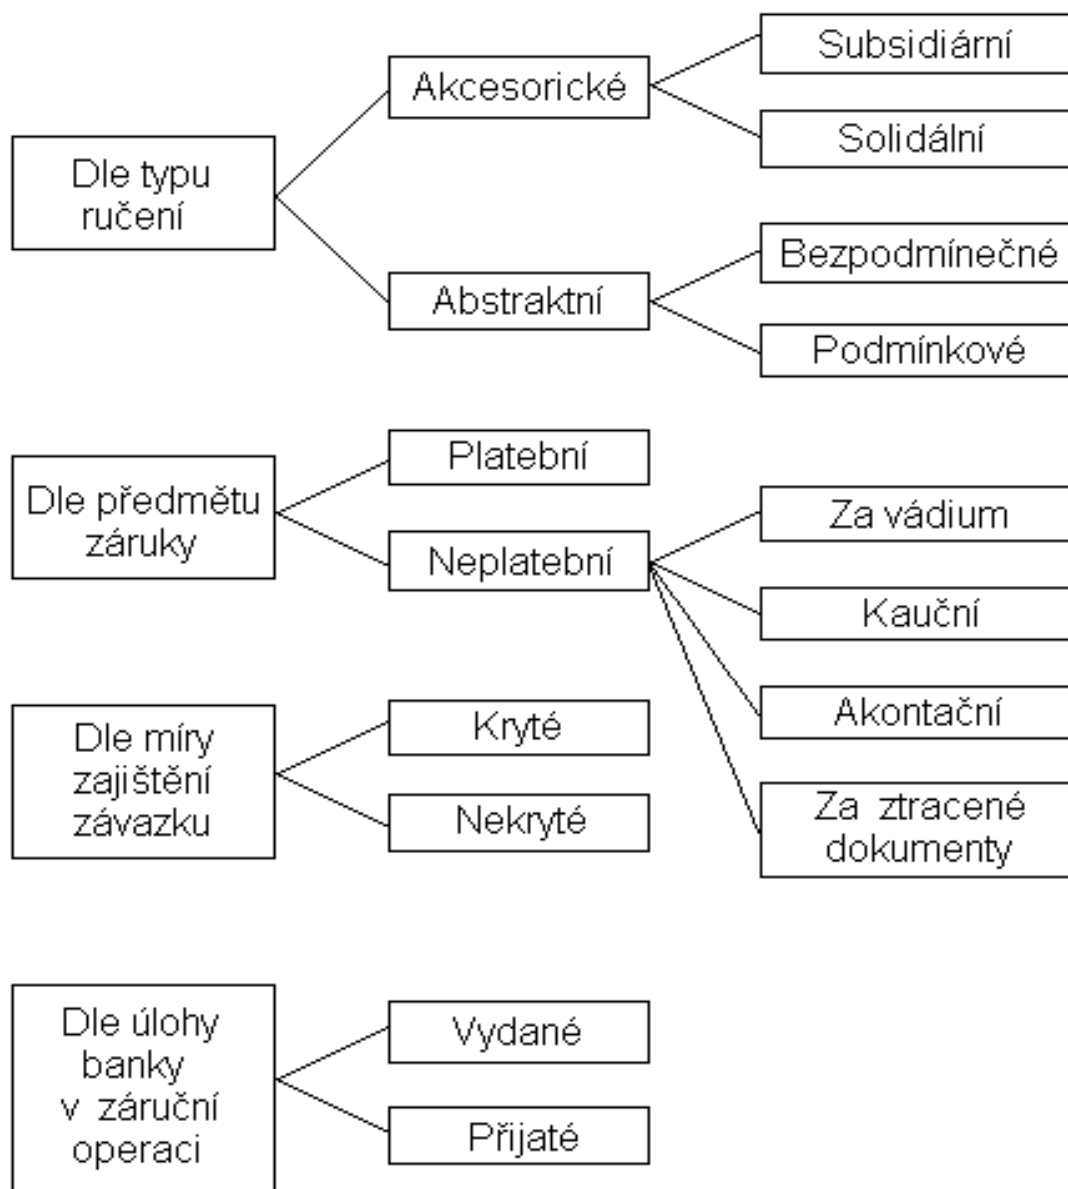 Dle typu
ručení
Akcesorické
Subsidiární
Solidální
Abstraktní
Bezpodmínečné
Podmínkové
Dle předmětu
záruky
Platební
Neplatební
Za vádium
Kauční
Akontační
Za ztracené
dokumenty
Dle míry
zajištění
závazku
Kryté
Nekryté
Dle úlohy
banky
v záruční
operaci
Vydané
Přijaté